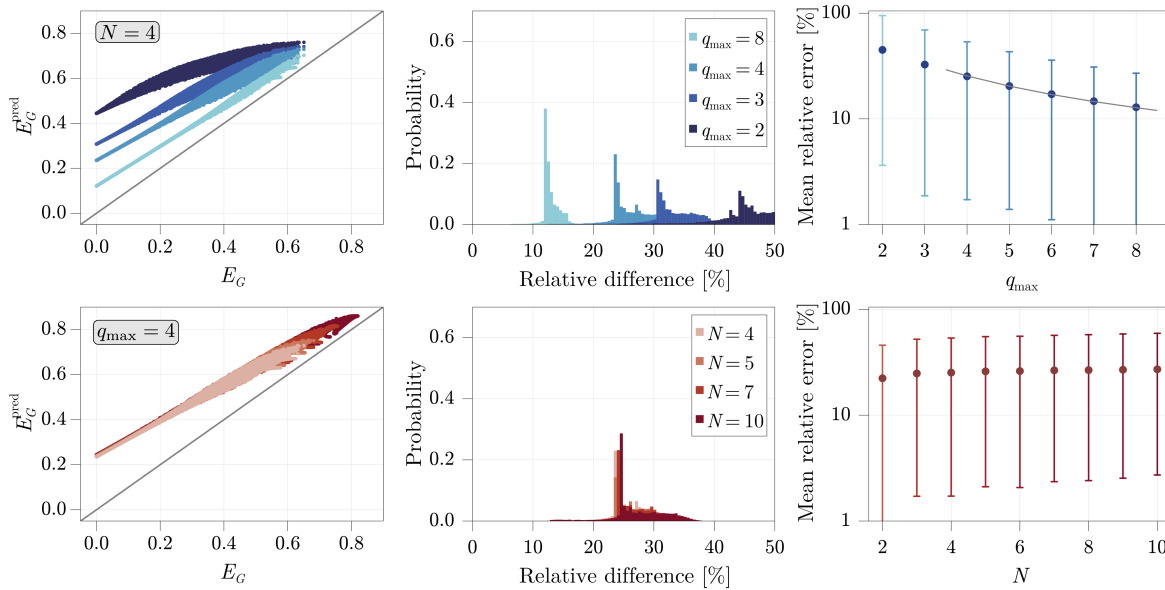 N = 4
0.8
0.6
0.4
0.2
0.0
E_G^pred
0.0 0.2 0.4 0.6 0.8
E_G
0.6
0.4
0.2
0.0
Probability
q_max = 8
q_max = 4
q_max = 3
q_max = 2
0 10 20 30 40 50
Relative difference [%]
100
10
1
Mean relative error [%]
2 3 4 5 6 7 8
q_max
q_max = 4
0.8
0.6
0.4
0.2
0.0
E_G^pred
0.0 0.2 0.4 0.6 0.8
E_G
0.6
0.4
0.2
0.0
Probability
N = 4
N = 5
N = 7
N = 10
0 10 20 30 40 50
Relative difference [%]
100
10
1
Mean relative error [%]
2 4 6 8 10
N